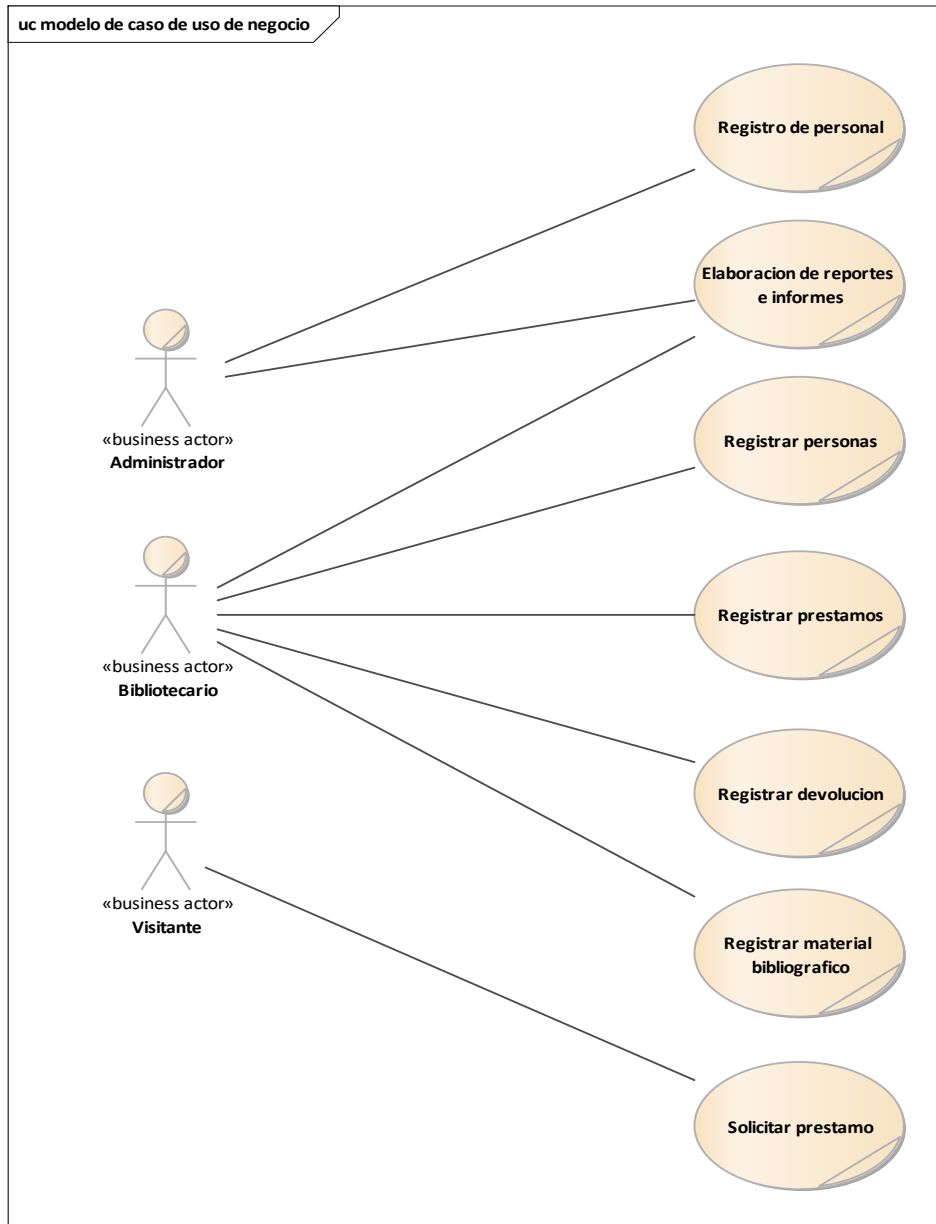 uc modelo de caso de uso de negocio
Registro de personal
Elaboracion de reportes
e informes
«business actor»
Administrador
Registrar personas
«business actor»
Bibliotecario
Registrar prestamos
Registrar devolucion
«business actor»
Visitante
Registrar material
bibliografico
Solicitar prestamo